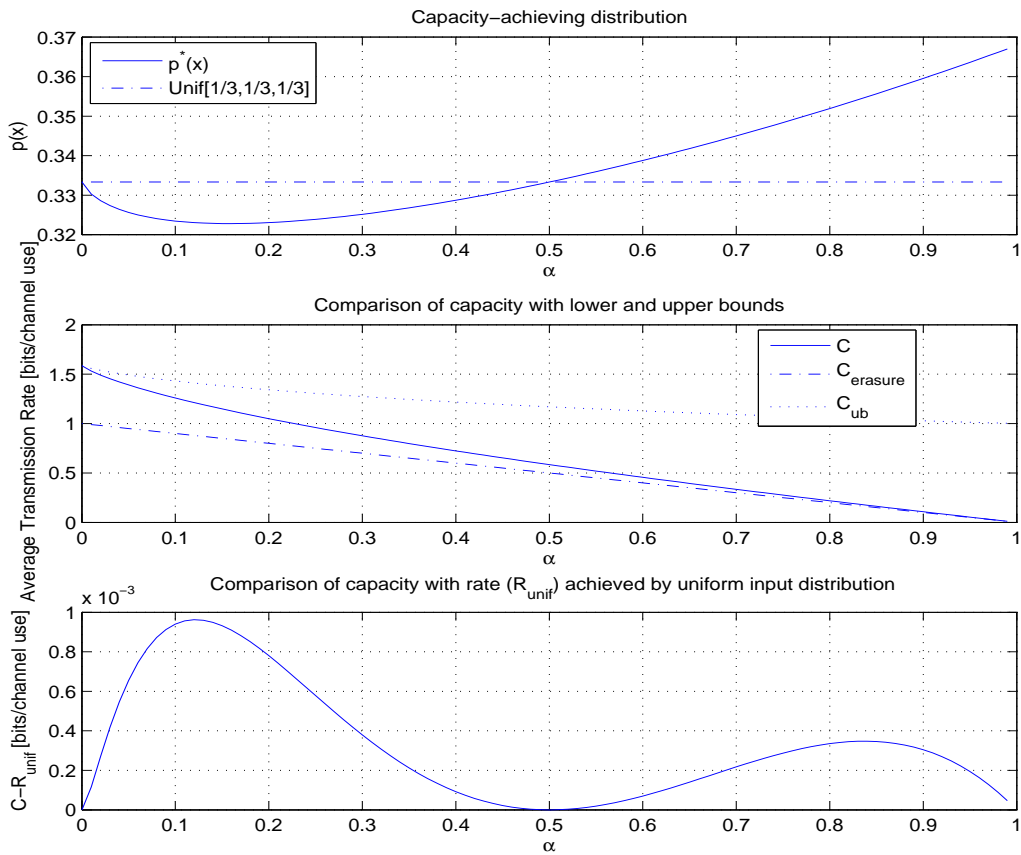 Capacity−achieving distribution
0.37
0.36
0.35
0.34
0.33
0.32
p(x)
p*(x)
Unif[1/3,1/3,1/3]
0 0.1 0.2 0.3 0.4 0.5 0.6 0.7 0.8 0.9 1
α
Comparison of capacity with lower and upper bounds
2
1.5
1
0.5
0
Average Transmission Rate [bits/channel use]
C
C_erasure
C_ub
0 0.1 0.2 0.3 0.4 0.5 0.6 0.7 0.8 0.9 1
α
Comparison of capacity with rate (R_unif) achieved by uniform input distribution
x 10^−3
1
0.8
0.6
0.4
0.2
0
C−R_unif [bits/channel use]
0 0.1 0.2 0.3 0.4 0.5 0.6 0.7 0.8 0.9 1
α